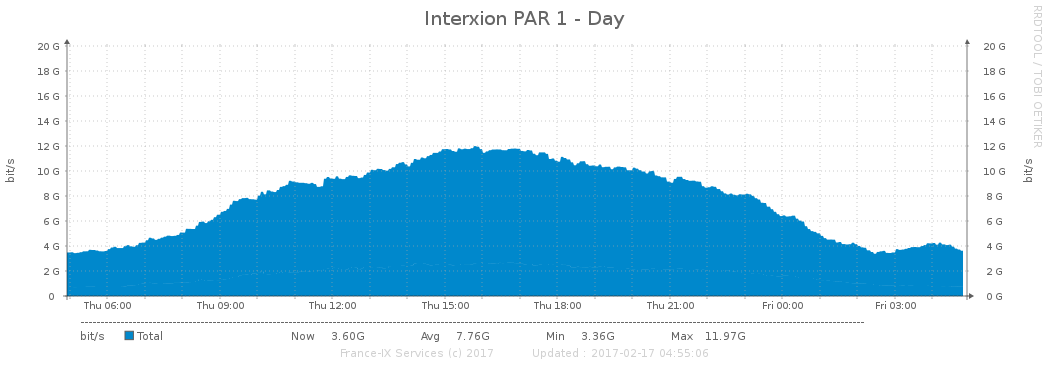 Interxion PAR 1 - Day
RRDTOOL / TOBI OETIKER
20 G 20 G
18 G 18 G
16 G 16 G
14 G 14 G
12 G 12 G
10 G 10 G
8 G 8 G
6 G 6 G
4 G 4 G
2 G 2 G
0 0 G
bit/s bit/s
Thu 06:00 Thu 09:00 Thu 12:00 Thu 15:00 Thu 18:00 Thu 21:00 Fri 00:00 Fri 03:00
bit/s Total Now 3.60G Avg 7.76G Min 3.36G Max 11.97G
France-IX Services (c) 2017 Updated : 2017-02-17 04:55:06